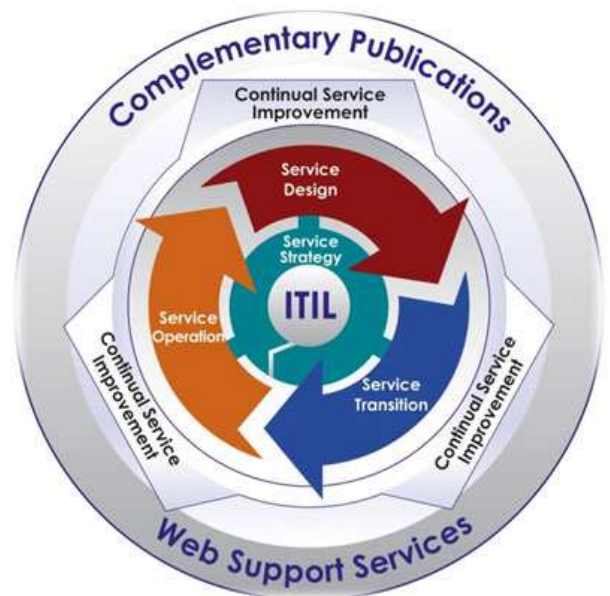 Complementary Publications
Continual Service
Improvement
Service
Design
Service
Strategy
ITIL
Service
Operation
Service
Transition
Continual Service
Improvement
Continual Service
Improvement
Web Support Services